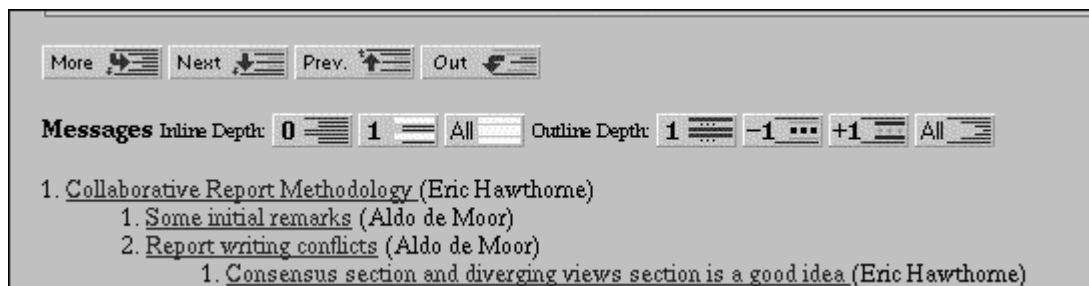 More Next Prev. Out
Messages Inline Depth: 0 1 All Outline Depth: 1 -1 +1 All
1. Collaborative Report Methodology (Eric Hawthorne)
1. Some initial remarks (Aldo de Moor)
2. Report writing conflicts (Aldo de Moor)
1. Consensus section and diverging views section is a good idea (Eric Hawthorne)